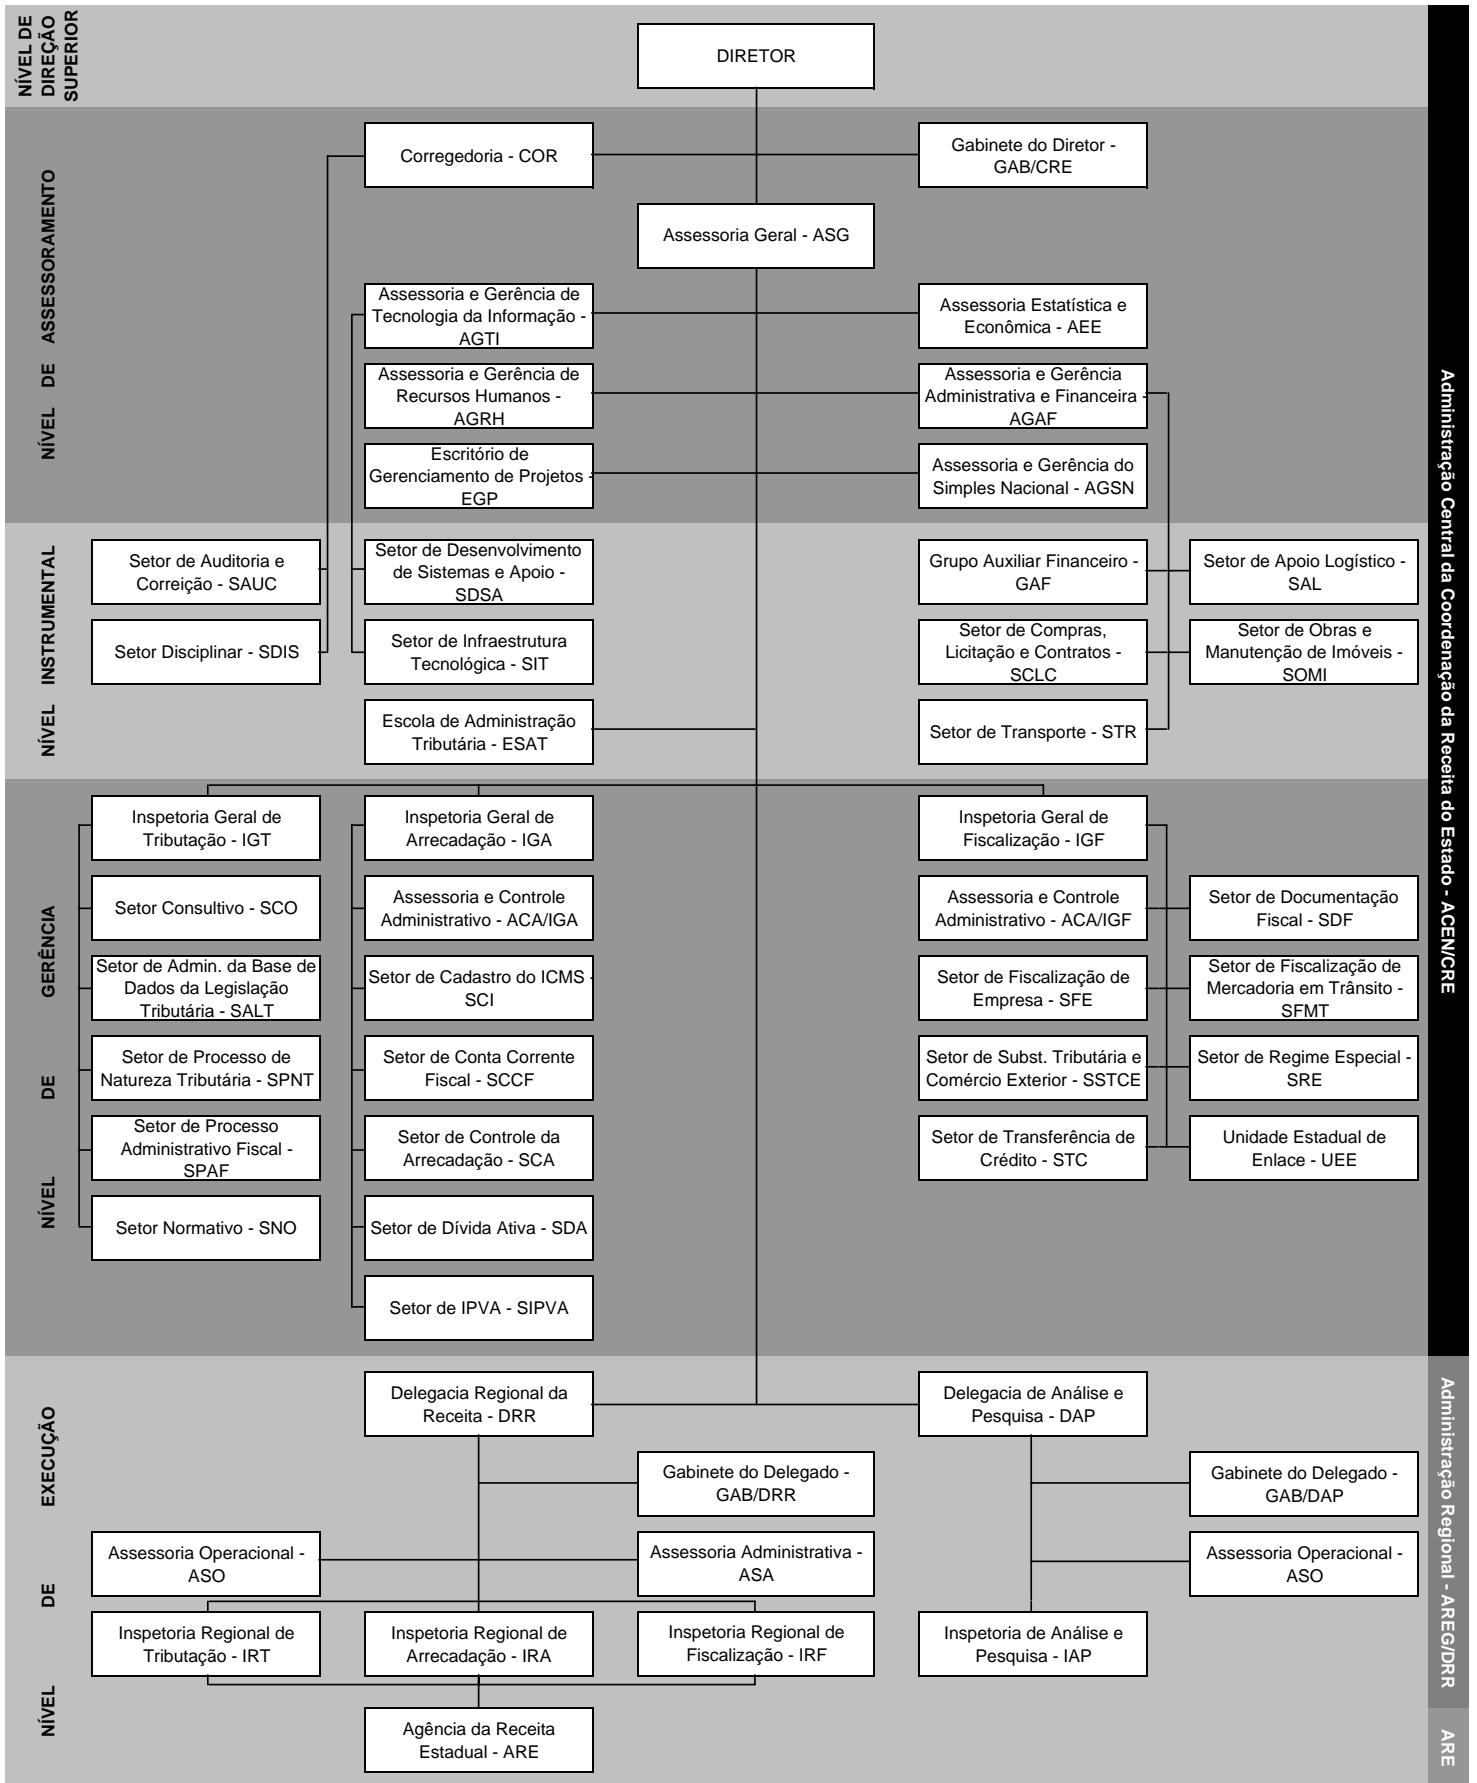 NÍVEL DE
DIREÇÃO
SUPERIOR
DIRETOR
NÍVEL DE ASSESSORAMENTO
Corregedoria - COR
Gabinete do Diretor -
GAB/CRE
Assessoria Geral - ASG
Assessoria e Gerência de
Tecnologia da Informação -
AGTI
Assessoria Estatística e
Econômica - AEE
Assessoria e Gerência de
Recursos Humanos -
AGRH
Assessoria e Gerência
Administrativa e Financeira -
AGAF
Escritório de
Gerenciamento de Projetos -
EGP
Assessoria e Gerência do
Simples Nacional - AGSN
NÍVEL INSTRUMENTAL
Setor de Auditoria e
Correição - SAUC
Setor de Desenvolvimento
de Sistemas e Apoio -
SDSA
Grupo Auxiliar Financeiro -
GAF
Setor de Apoio Logístico -
SAL
Setor Disciplinar - SDIS
Setor de Infraestrutura
Tecnológica - SIT
Setor de Compras,
Licitação e Contratos -
SCLC
Setor de Obras e
Manutenção de Imóveis -
SOMI
Escola de Administração
Tributária - ESAT
Setor de Transporte - STR
NÍVEL DE GERÊNCIA
Inspetoria Geral de
Tributação - IGT
Inspetoria Geral de
Arrecadação - IGA
Inspetoria Geral de
Fiscalização - IGF
Setor Consultivo - SCO
Assessoria e Controle
Administrativo - ACA/IGA
Assessoria e Controle
Administrativo - ACA/IGF
Setor de Documentação
Fiscal - SDF
Setor de Admin. da Base de
Dados da Legislação
Tributária - SALT
Setor de Cadastro do ICMS -
SCI
Setor de Fiscalização de
Empresa - SFE
Setor de Fiscalização de
Mercadoria em Trânsito -
SFMT
Setor de Processo de
Natureza Tributária - SPNT
Setor de Conta Corrente
Fiscal - SCCF
Setor de Subst. Tributária e
Comércio Exterior - SSTCE
Setor de Regime Especial -
SRE
Setor de Processo
Administrativo Fiscal -
SPAF
Setor de Controle da
Arrecadação - SCA
Setor de Transferência de
Crédito - STC
Unidade Estadual de
Enlace - UEE
Setor Normativo - SNO
Setor de Dívida Ativa - SDA
Setor de IPVA - SIPVA
Administração Central da Coordenação da Receita do Estado - ACEN/CRE
NÍVEL DE EXECUÇÃO
Delegacia Regional da
Receita - DRR
Delegacia de Análise e
Pesquisa - DAP
Gabinete do Delegado -
GAB/DRR
Gabinete do Delegado -
GAB/DAP
Assessoria Operacional -
ASO
Assessoria Administrativa -
ASA
Assessoria Operacional -
ASO
Inspetoria Regional de
Tributação - IRT
Inspetoria Regional de
Arrecadação - IRA
Inspetoria Regional de
Fiscalização - IRF
Inspetoria de Análise e
Pesquisa - IAP
Agência da Receita
Estadual - ARE
Administração Regional - AREG/DRR
ARE